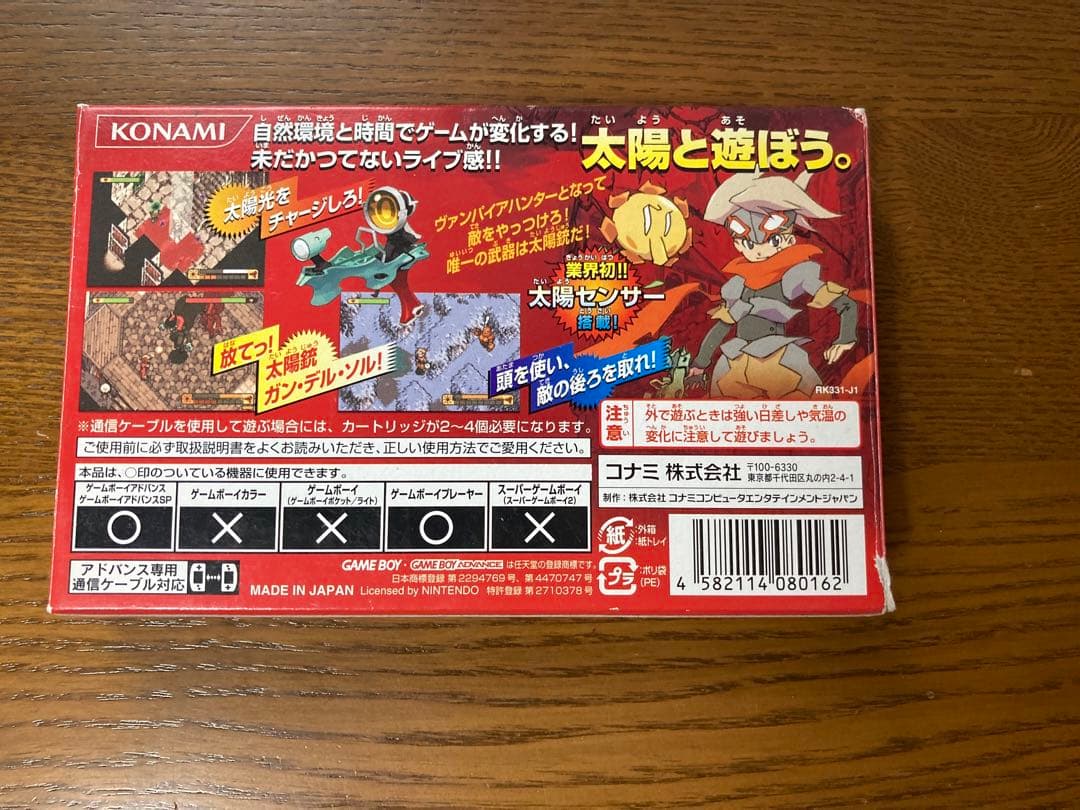 KONAMI
自然環境と時間でゲームが変化する!
未だかつてないライブ感!!
太陽と遊ぼう。
太陽光を
チャージしろ!
ヴァンパイアハンターとなって
敵をやっつけろ!
唯一の武器は太陽銃だ!
業界初!!
太陽センサー
搭載!
放てっ!
太陽銃
ガン・デル・ソル!
頭を使い、
敵の後ろを取れ!
RK331-J1
※通信ケーブルを使用して遊ぶ場合には、カートリッジが2〜4個必要になります。
ご使用前に必ず取扱説明書をよくお読みいただき、正しい使用方法でご愛用ください。
注意
外で遊ぶときは強い日差しや気温の
変化に注意して遊びましょう。
本品は、○印のついている機器に使用できます。
ゲームボーイアドバンス
ゲームボーイアドバンスSP
ゲームボーイカラー
ゲームボーイ
(ゲームボーイポケット/ライト)
ゲームボーイプレーヤー
スーパーゲームボーイ
(スーパーゲームボーイ2)
○ × × ○ ×
コナミ 株式会社 〒100-6330
東京都千代田区丸の内2-4-1
制作:株式会社 コナミコンピュータエンタテインメントジャパン
アドバンス専用
通信ケーブル対応
GAME BOY・GAME BOY ADVANCE は任天堂の登録商標です。
日本商標登録 第2294769号、第4470747号
MADE IN JAPAN Licensed by NINTENDO 特許登録 第2710378号
紙 :外箱
:紙トレイ
プラ :ポリ袋
(PE)
4 582114 080162